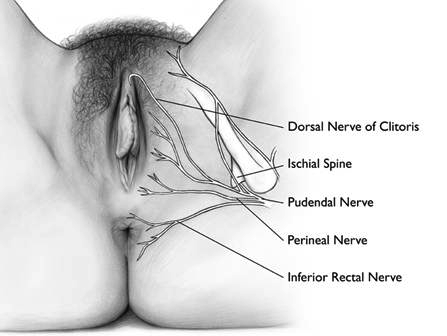 Dorsal Nerve of Clitoris
Ischial Spine
Pudendal Nerve
Perineal Nerve
Inferior Rectal Nerve